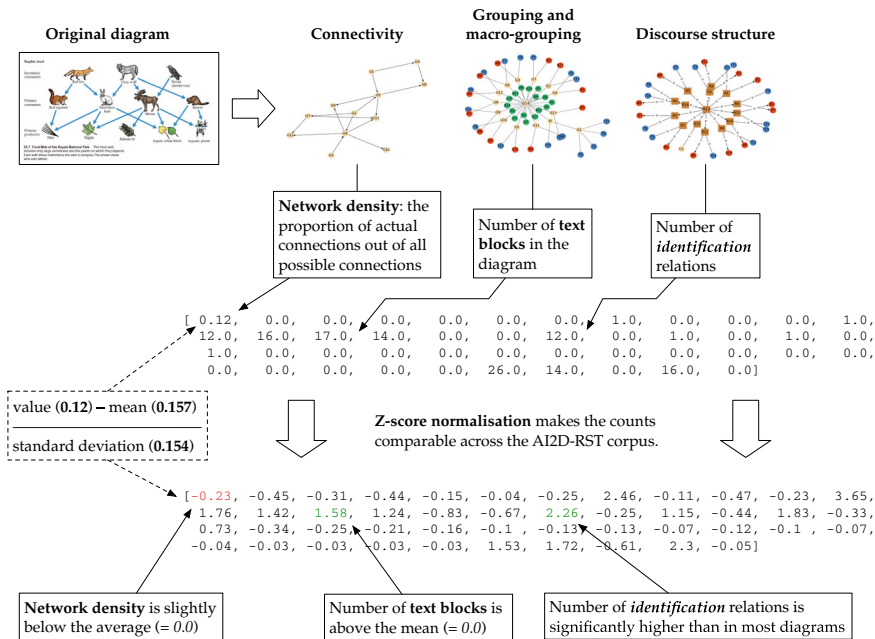 Original diagram
Connectivity
Grouping and
macro-grouping
Discourse structure
Network density: the
proportion of actual
connections out of all
possible connections
Number of text
blocks in the
diagram
Number of
identification
relations
[ 0.12, 0.0, 0.0, 0.0, 0.0, 0.0, 0.0, 1.0, 0.0, 0.0, 0.0, 1.0,
12.0, 16.0, 17.0, 14.0, 0.0, 0.0, 12.0, 0.0, 1.0, 0.0, 1.0, 0.0,
1.0, 0.0, 0.0, 0.0, 0.0, 0.0, 0.0, 0.0, 0.0, 0.0, 0.0, 0.0,
0.0, 0.0, 0.0, 0.0, 0.0, 26.0, 14.0, 0.0, 16.0, 0.0]
value (0.12) – mean (0.157)
standard deviation (0.154)
Z-score normalisation makes the counts
comparable across the AI2D-RST corpus.
[-0.23, -0.45, -0.31, -0.44, -0.15, -0.04, -0.25, 2.46, -0.11, -0.47, -0.23, 3.65,
1.76, 1.42, 1.58, 1.24, -0.83, -0.67, 2.26, -0.25, 1.15, -0.44, 1.83, -0.33,
0.73, -0.34, -0.25, -0.21, -0.16, -0.1 , -0.13, -0.13, -0.07, -0.12, -0.1 , -0.07,
-0.04, -0.03, -0.03, -0.03, -0.03, 1.53, 1.72, -0.61, 2.3, -0.05]
Network density is slightly
below the average (= 0.0)
Number of text blocks is
above the mean (= 0.0)
Number of identification relations is
significantly higher than in most diagrams